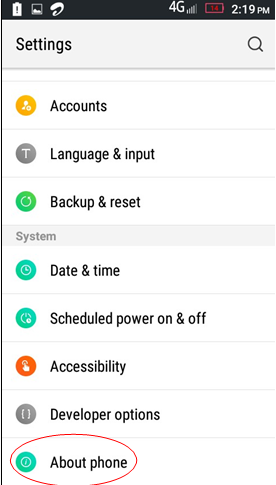 4G 14 2:19 PM
Settings
Accounts
T Language & input
Backup & reset
System
Date & time
Scheduled power on & off
Accessibility
{ } Developer options
i About phone